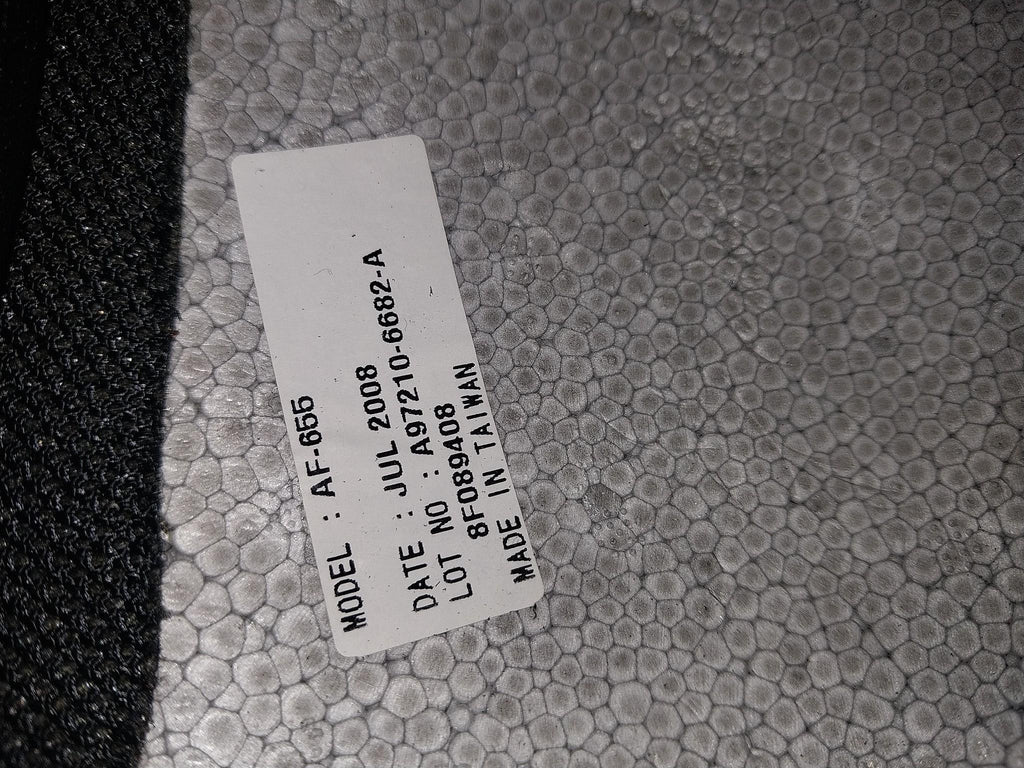 MODEL : AF-655
DATE : JUL 2008
LOT NO : A97210-6682-A
8F089408
MADE IN TAIWAN